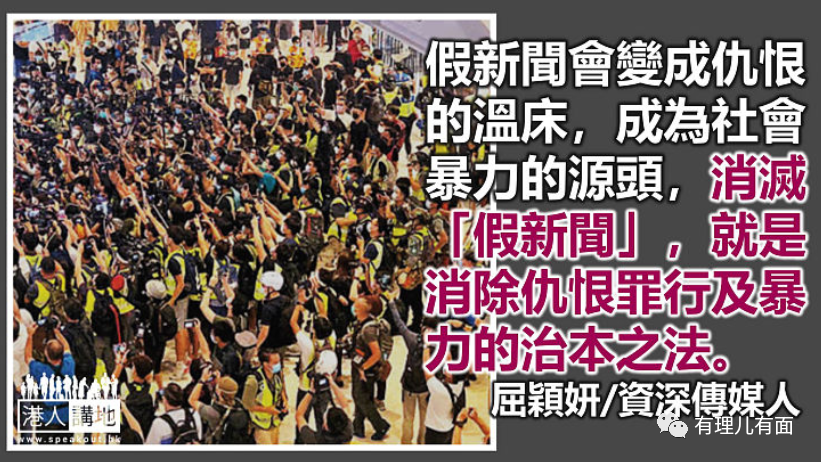 假新聞會變成仇恨
的溫床，成為社會
暴力的源頭，消滅
「假新聞」，就是
消除仇恨罪行及暴
力的治本之法。
屈穎妍/資深傳媒人
港人講地
www.speakout.hk
有理儿有面